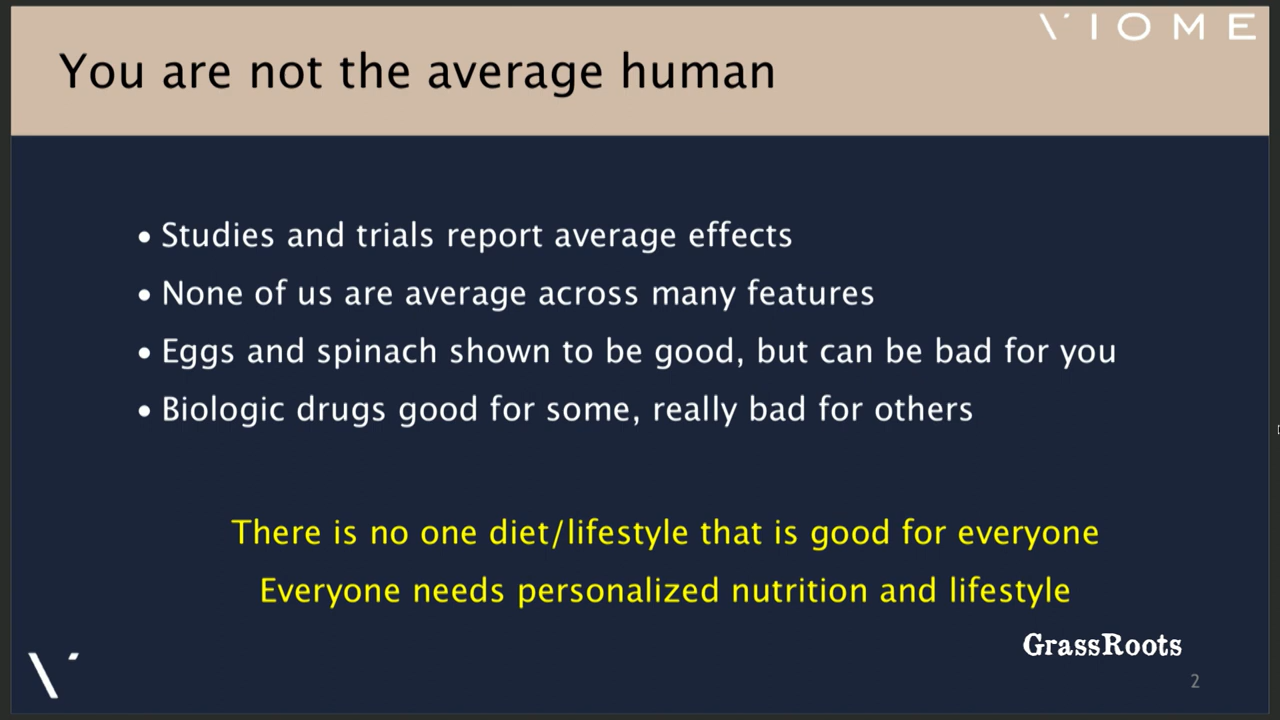 VIOME
You are not the average human
• Studies and trials report average effects
• None of us are average across many features
• Eggs and spinach shown to be good, but can be bad for you
• Biologic drugs good for some, really bad for others
There is no one diet/lifestyle that is good for everyone
Everyone needs personalized nutrition and lifestyle
GrassRoots
2